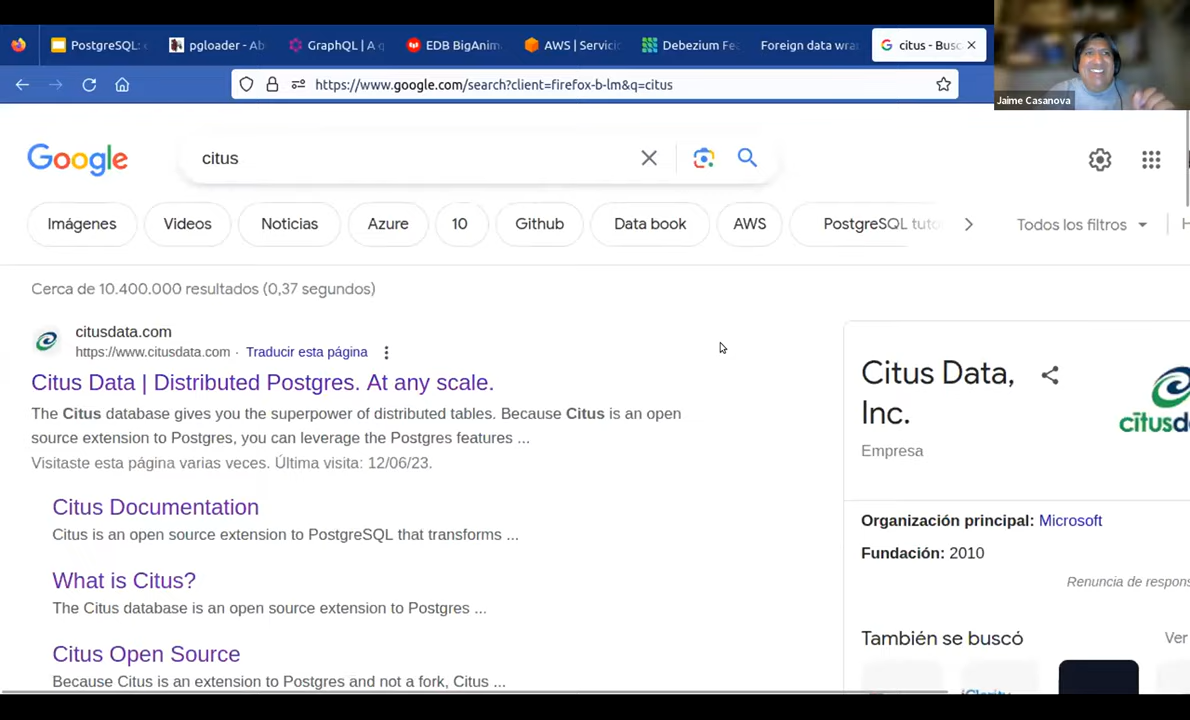 PostgreSQL:
pgloader - Ab
GraphQL | A q
EDB BigAnim
AWS | Servici
Debezium Fe
Foreign data wra
citus - Busc
https://www.google.com/search?client=firefox-b-lm&q=citus
Jaime Casanova
Google
citus
Imágenes
Videos
Noticias
Azure
10
Github
Data book
AWS
PostgreSQL tuto
Todos los filtros
Cerca de 10.400.000 resultados (0,37 segundos)
citusdata.com
https://www.citusdata.com · Traducir esta página
Citus Data | Distributed Postgres. At any scale.
The Citus database gives you the superpower of distributed tables. Because Citus is an open
source extension to Postgres, you can leverage the Postgres features ...
Visitaste esta página varias veces. Última visita: 12/06/23.
Citus Documentation
Citus is an open source extension to PostgreSQL that transforms ...
What is Citus?
The Citus database is an open source extension to Postgres ...
Citus Open Source
Because Citus is an extension to Postgres and not a fork, Citus ...
Citus Data,
Inc.
citusd
Empresa
Organización principal: Microsoft
Fundación: 2010
Renuncia de respons
También se buscó
Ver